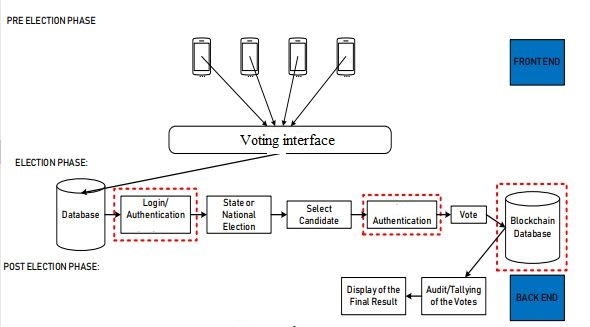 PRE ELECTION PHASE
FRONT END
Voting interface
ELECTION PHASE:
Database
Login/
Authentication
State or
National
Election
Select
Candidate
Authentication
Vote
Blockchain
Database
POST ELECTION PHASE:
Display of the
Final Result
Audit/Tallying
of the Votes
BACK END